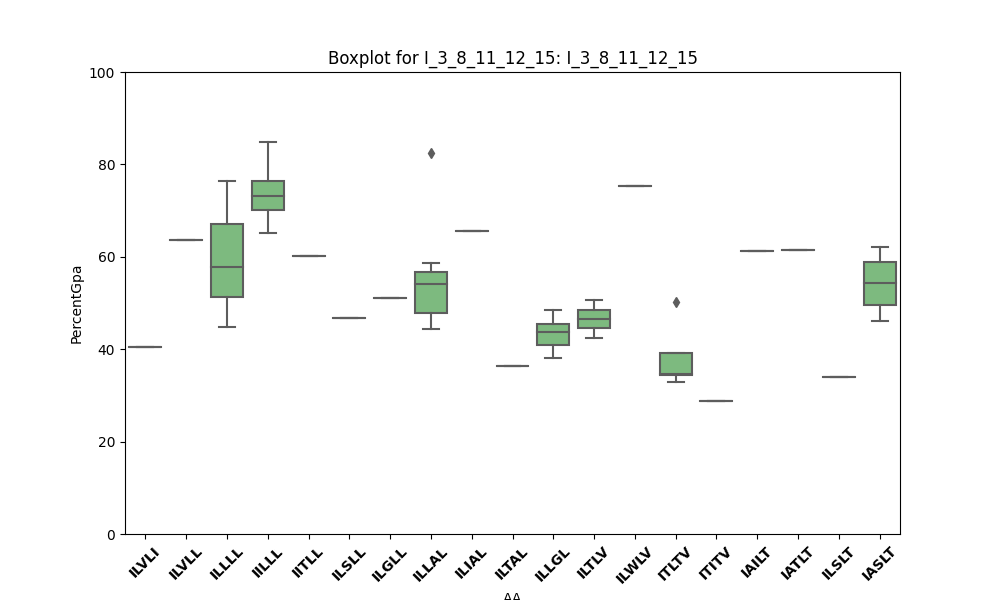 Boxplot for I_3_8_11_12_15: I_3_8_11_12_15
100
80
60
40
20
0
PercentGpa
ILVLI ILVLL ILLLL IILLL IITLL ILSLL ILGLL ILLAL ILIAL ILTAL ILLGL ILTLV ILWLV ITLTV ITITV IAILT IATLT ILSLT IASLT
AA